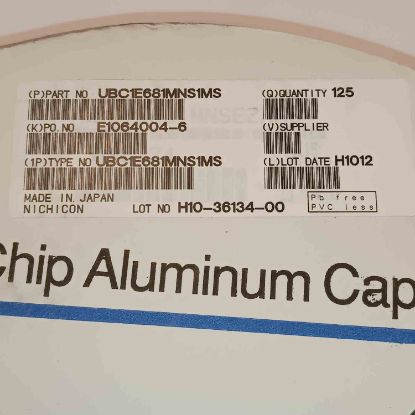 (P)PART NO UBC1E681MNS1MS (Q)QUANTITY 125
(K)PO.NO E1064004-6 (V)SUPPLIER
(1P)TYPE NO UBC1E681MNS1MS (L)LOT DATE H1012
MADE IN JAPAN Pb free
NICHICON LOT NO H10-36134-00 PVC less
Chip Aluminum Cap